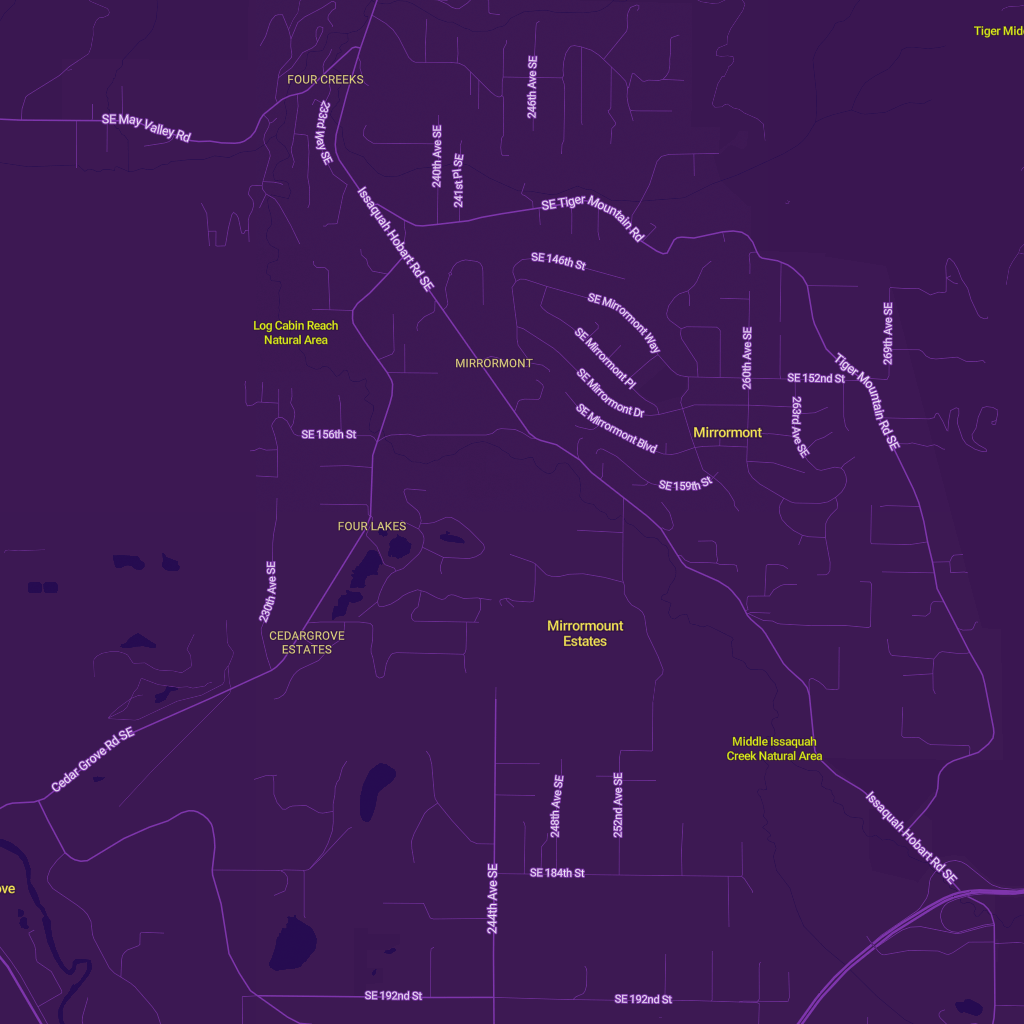 Tiger Midd
FOUR CREEKS
246th Ave SE
SE May Valley Rd
233rd Way SE
240th Ave SE
241st Pl SE
Issaquah Hobart Rd SE
SE Tiger Mountain Rd
SE 146th St
SE Mirrormont Way
Log Cabin Reach
Natural Area
SE Mirrormont Pl
269th Ave SE
260th Ave SE
MIRRORMONT
Tiger Mountain Rd SE
SE 152nd St
SE Mirrormont Dr
263rd Ave SE
SE Mirrormont Blvd
SE 156th St
Mirrormont
SE 159th St
FOUR LAKES
230th Ave SE
CEDARGROVE
ESTATES
Mirrormount
Estates
Cedar Grove Rd SE
Middle Issaquah
Creek Natural Area
248th Ave SE
252nd Ave SE
Issaquah Hobart Rd SE
SE 184th St
ove
244th Ave SE
SE 192nd St
SE 192nd St